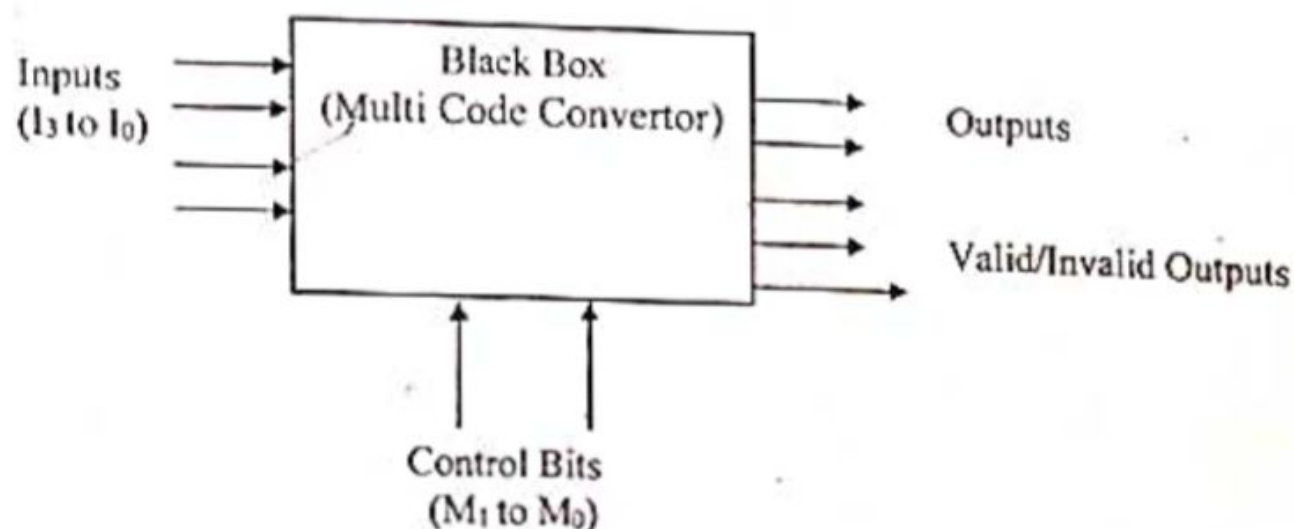 Inputs
(I₃ to I₀)
Black Box
(Multi Code Convertor)
Outputs
Valid/Invalid Outputs
Control Bits
(M₁ to M₀)